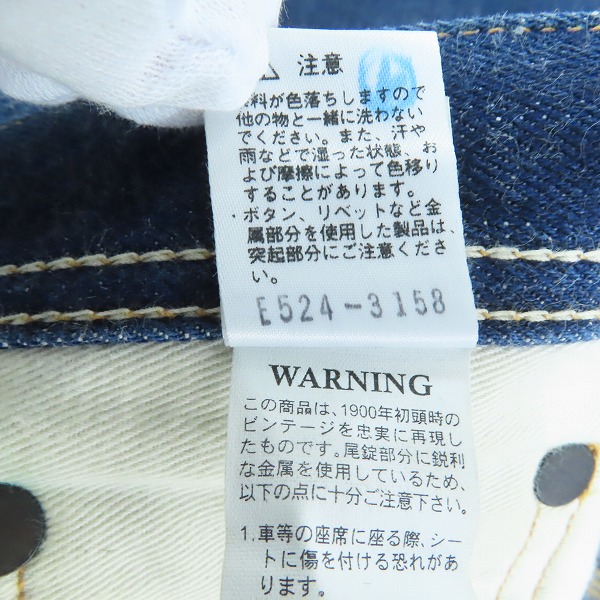 注意
料が色落ちしますので
他の物と一緒に洗わない
でください。また、汗や
雨などで湿った状態、お
よび摩擦によって色移り
することがあります。
・ボタン、リベットなど金
属部分を使用した製品は、
突起部分にご注意くださ
い。
E524-3158
WARNING
この商品は、1900年初頭時の
ビンテージを忠実に再現し
たものです。尾錠部分に鋭利
な金属を使用しているため、
以下の点に十分ご注意下さい。
1.車等の座席に座る際、シー
トに傷を付ける恐れがあ
ります。